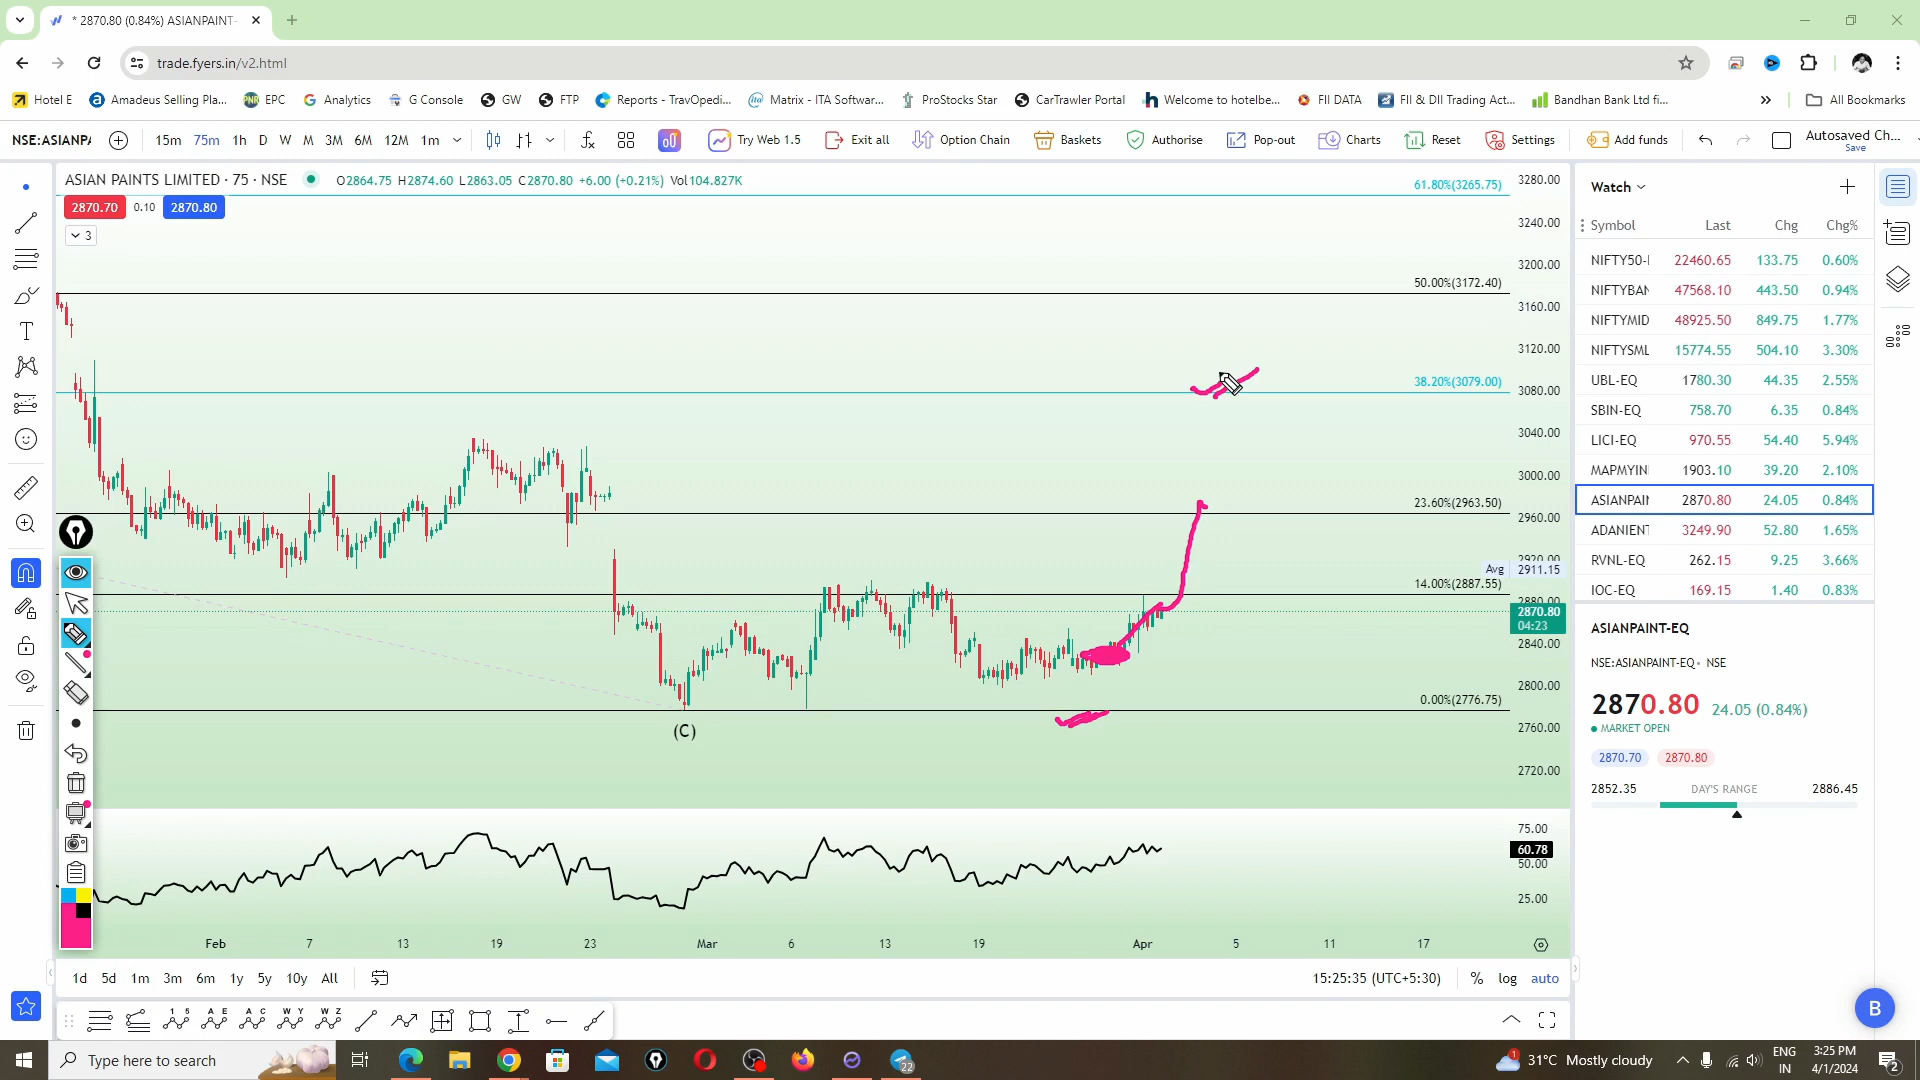 * 2870.80 (0.84%) ASIANPAINT-
trade.fyers.in/v2.html
Hotel E
Amadeus Selling Pla...
EPC
Analytics
G Console
GW
FTP
Reports - TravOpedi...
Matrix - ITA Softwar...
ProStocks Star
CarTrawler Portal
Welcome to hotelbe...
FII DATA
FII & DII Trading Act...
Bandhan Bank Ltd fi...
All Bookmarks
NSE:ASIANPA
15m 75m 1h D W M 3M 6M 12M 1m
Try Web 1.5
Exit all
Option Chain
Baskets
Authorise
Pop-out
Charts
Reset
Settings
Add funds
Autosaved Ch...
Save
ASIAN PAINTS LIMITED · 75 · NSE
O2864.75 H2874.60 L2863.05 C2870.80 +6.00 (+0.21%) Vol104.827K
2870.70 0.10 2870.80
3
61.80%(3265.75)
50.00%(3172.40)
38.20%(3079.00)
23.60%(2963.50)
14.00%(2887.55)
0.00%(2776.75)
(C)
3280.00
3240.00
3200.00
3160.00
3120.00
3080.00
3040.00
3000.00
2960.00
2920.00
Avg 2911.15
2880.00
2870.80
04:23
2840.00
2800.00
2760.00
2720.00
75.00
60.78
50.00
25.00
Feb 7 13 19 23 Mar 6 13 19 Apr 5 11 17
1d 5d 1m 3m 6m 1y 5y 10y All
15:25:35 (UTC+5:30)
% log auto
1 5
A E
A C
W Y
W Z
Watch
Symbol Last Chg Chg%
NIFTY50-I 22460.65 133.75 0.60%
NIFTYBAN 47568.10 443.50 0.94%
NIFTYMID 48925.50 849.75 1.77%
NIFTYSML 15774.55 504.10 3.30%
UBL-EQ 1780.30 44.35 2.55%
SBIN-EQ 758.70 6.35 0.84%
LICI-EQ 970.55 54.40 5.94%
MAPMYIN 1903.10 39.20 2.10%
ASIANPAIN 2870.80 24.05 0.84%
ADANIENT 3249.90 52.80 1.65%
RVNL-EQ 262.15 9.25 3.66%
IOC-EQ 169.15 1.40 0.83%
ASIANPAINT-EQ
NSE:ASIANPAINT-EQ • NSE
2870.80 24.05 (0.84%)
MARKET OPEN
2870.70 2870.80
2852.35 DAY'S RANGE 2886.45
B
Type here to search
22
1
31°C Mostly cloudy
ENG
IN
3:25 PM
4/1/2024
2